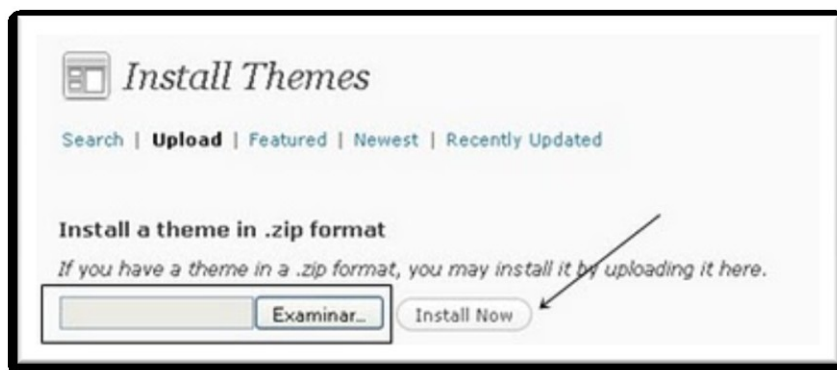 Install Themes
Search | Upload | Featured | Newest | Recently Updated
Install a theme in .zip format
If you have a theme in a .zip format, you may install it by uploading it here.
Examinar... Install Now